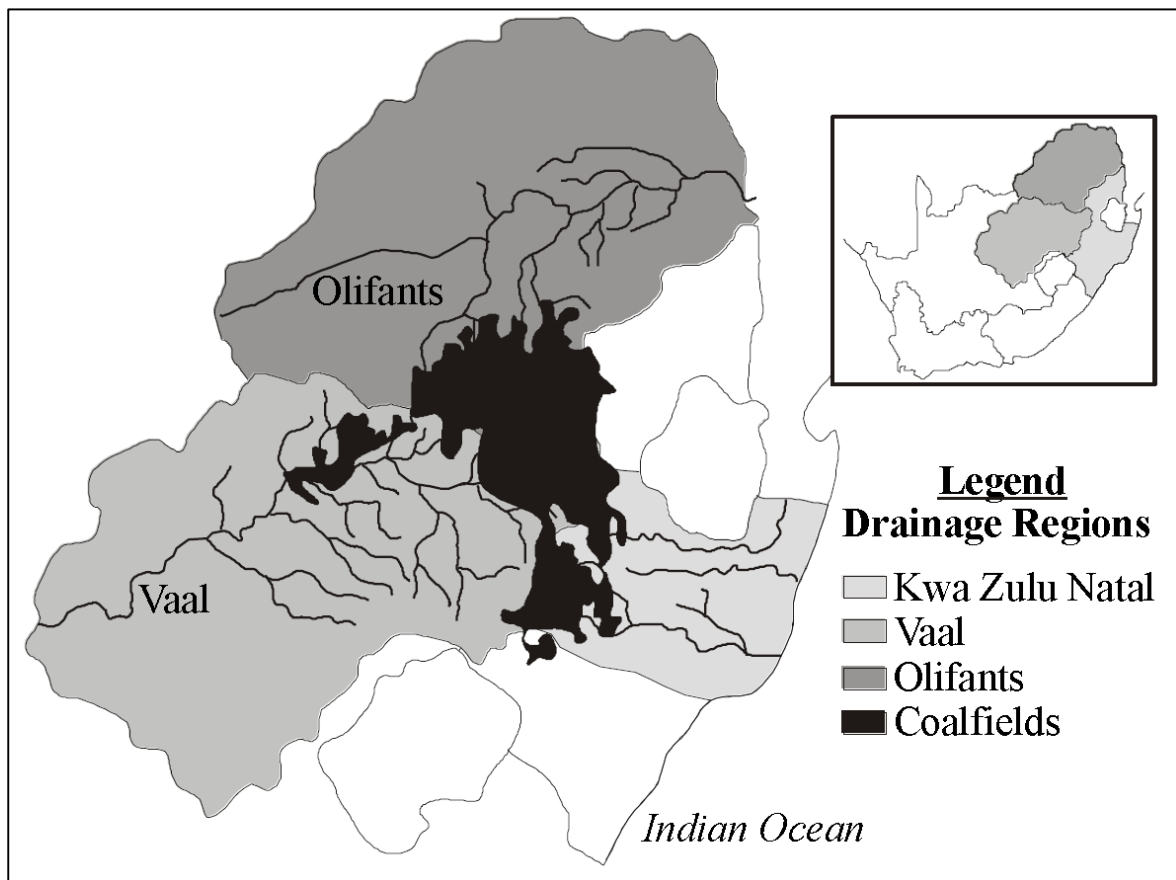 Olifants
Vaal
Legend
Drainage Regions
Kwa Zulu Natal
Vaal
Olifants
Coalfields
Indian Ocean